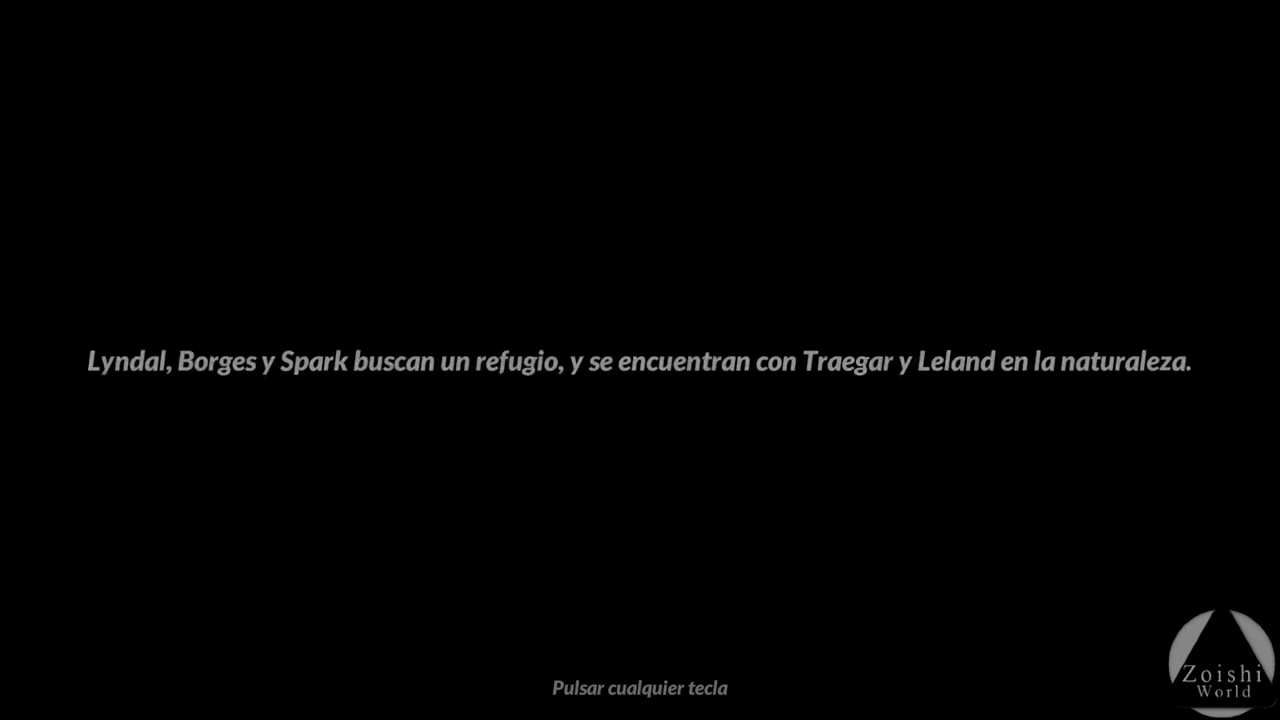 Lyndal, Borges y Spark buscan un refugio, y se encuentran con Traegar y Leland en la naturaleza.
Pulsar cualquier tecla
Zoishi
World